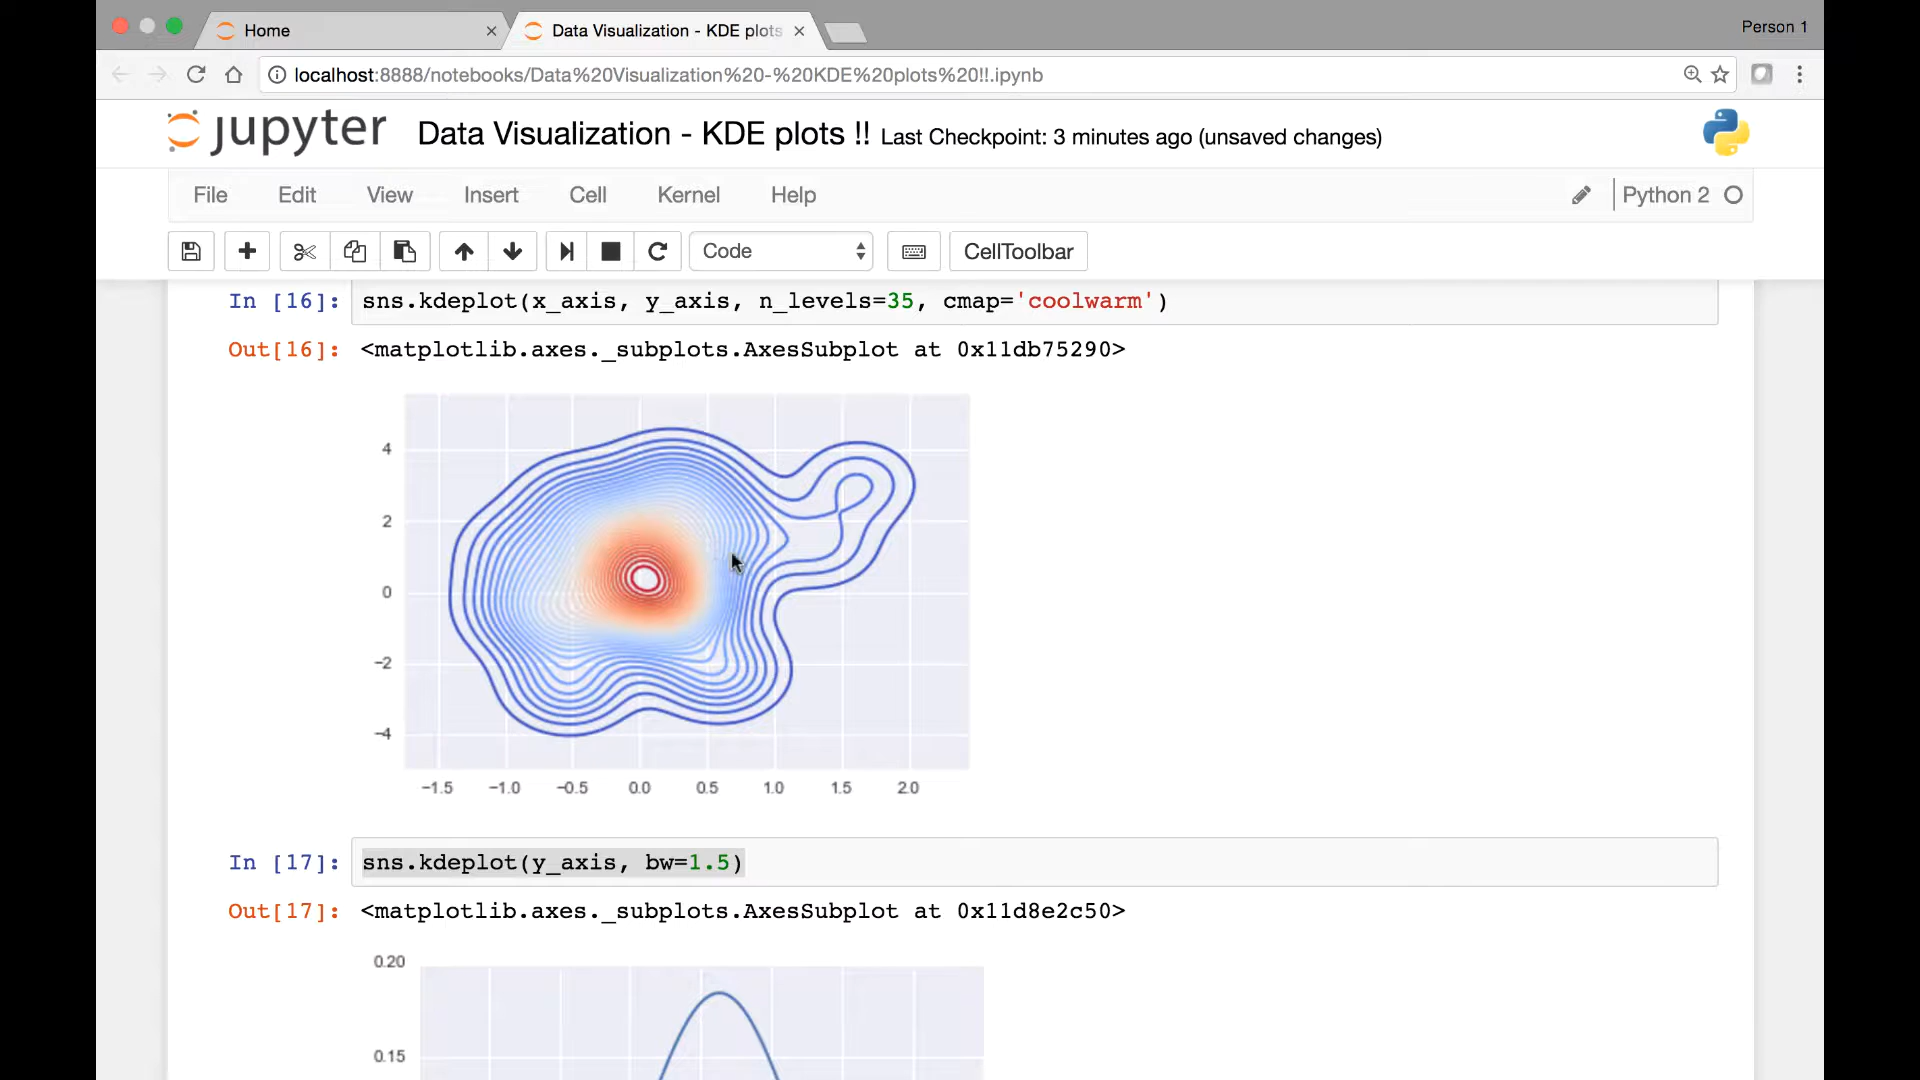 Home
Data Visualization - KDE plots
Person 1
localhost:8888/notebooks/Data%20Visualization%20-%20KDE%20plots%20!!.ipynb
jupyter Data Visualization - KDE plots !! Last Checkpoint: 3 minutes ago (unsaved changes)
File Edit View Insert Cell Kernel Help Python 2
Code CellToolbar
In [16]: sns.kdeplot(x_axis, y_axis, n_levels=35, cmap='coolwarm')
Out[16]: <matplotlib.axes._subplots.AxesSubplot at 0x11db75290>
4
2
0
−2
−4
−1.5 −1.0 −0.5 0.0 0.5 1.0 1.5 2.0
In [17]: sns.kdeplot(y_axis, bw=1.5)
Out[17]: <matplotlib.axes._subplots.AxesSubplot at 0x11d8e2c50>
0.20
0.15